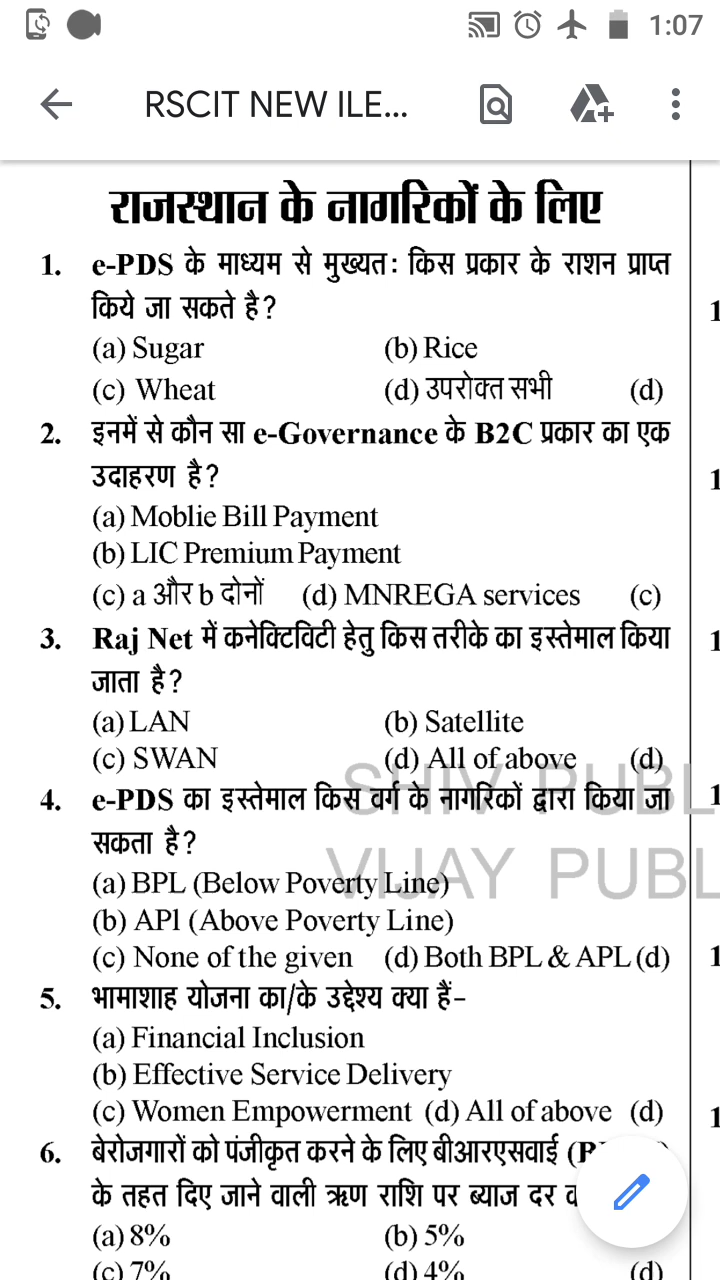 1:07
RSCIT NEW ILE...
राजस्थान के नागरिकों के लिए
1. e-PDS के माध्यम से मुख्यतः किस प्रकार के राशन प्राप्त
किये जा सकते है?
(a) Sugar (b) Rice
(c) Wheat (d) उपरोक्त सभी (d)
2. इनमें से कौन सा e-Governance के B2C प्रकार का एक
उदाहरण है?
(a) Moblie Bill Payment
(b) LIC Premium Payment
(c) a और b दोनों (d) MNREGA services (c)
3. Raj Net में कनेक्टिविटी हेतु किस तरीके का इस्तेमाल किया
जाता है?
(a) LAN (b) Satellite
(c) SWAN (d) All of above (d)
SHIV PUBL
4. e-PDS का इस्तेमाल किस वर्ग के नागरिकों द्वारा किया जा
सकता है?
VIJAY PUBL
(a) BPL (Below Poverty Line)
(b) APl (Above Poverty Line)
(c) None of the given (d) Both BPL & APL (d)
5. भामाशाह योजना का/के उद्देश्य क्या हैं-
(a) Financial Inclusion
(b) Effective Service Delivery
(c) Women Empowerment (d) All of above (d)
6. बेरोजगारों को पंजीकृत करने के लिए बीआरएसवाई
के तहत दिए जाने वाली ऋण राशि पर ब्याज दर
(a) 8% (b) 5%
(c) 7% (d) 4% (d)